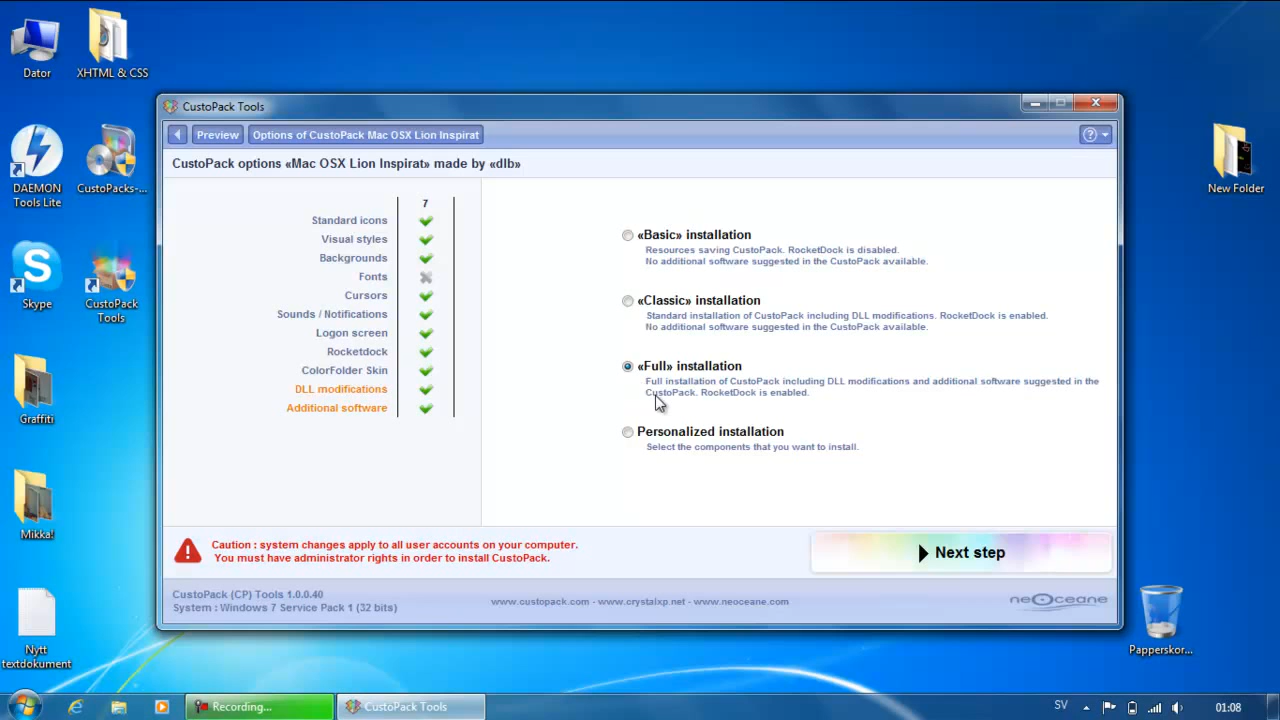 Dator
XHTML & CSS
DAEMON
Tools Lite
CustoPacks-...
Skype
CustoPack
Tools
Graffiti
Mikka!
Nytt
textdokument
New Folder
Papperskor...
CustoPack Tools
Preview
Options of CustoPack Mac OSX Lion Inspirat
?
CustoPack options «Mac OSX Lion Inspirat» made by «dlb»
7
Standard icons
Visual styles
Backgrounds
Fonts
Cursors
Sounds / Notifications
Logon screen
Rocketdock
ColorFolder Skin
DLL modifications
Additional software
«Basic» installation
Resources saving CustoPack. RocketDock is disabled.
No additional software suggested in the CustoPack available.
«Classic» installation
Standard installation of CustoPack including DLL modifications. RocketDock is enabled.
No additional software suggested in the CustoPack available.
«Full» installation
Full installation of CustoPack including DLL modifications and additional software suggested in the
CustoPack. RocketDock is enabled.
Personalized installation
Select the components that you want to install.
Caution : system changes apply to all user accounts on your computer.
You must have administrator rights in order to install CustoPack.
Next step
CustoPack (CP) Tools 1.0.0.40
System : Windows 7 Service Pack 1 (32 bits)
www.custopack.com - www.crystalxp.net - www.neoceane.com
neOceane
Recording...
CustoPack Tools
SV
01:08